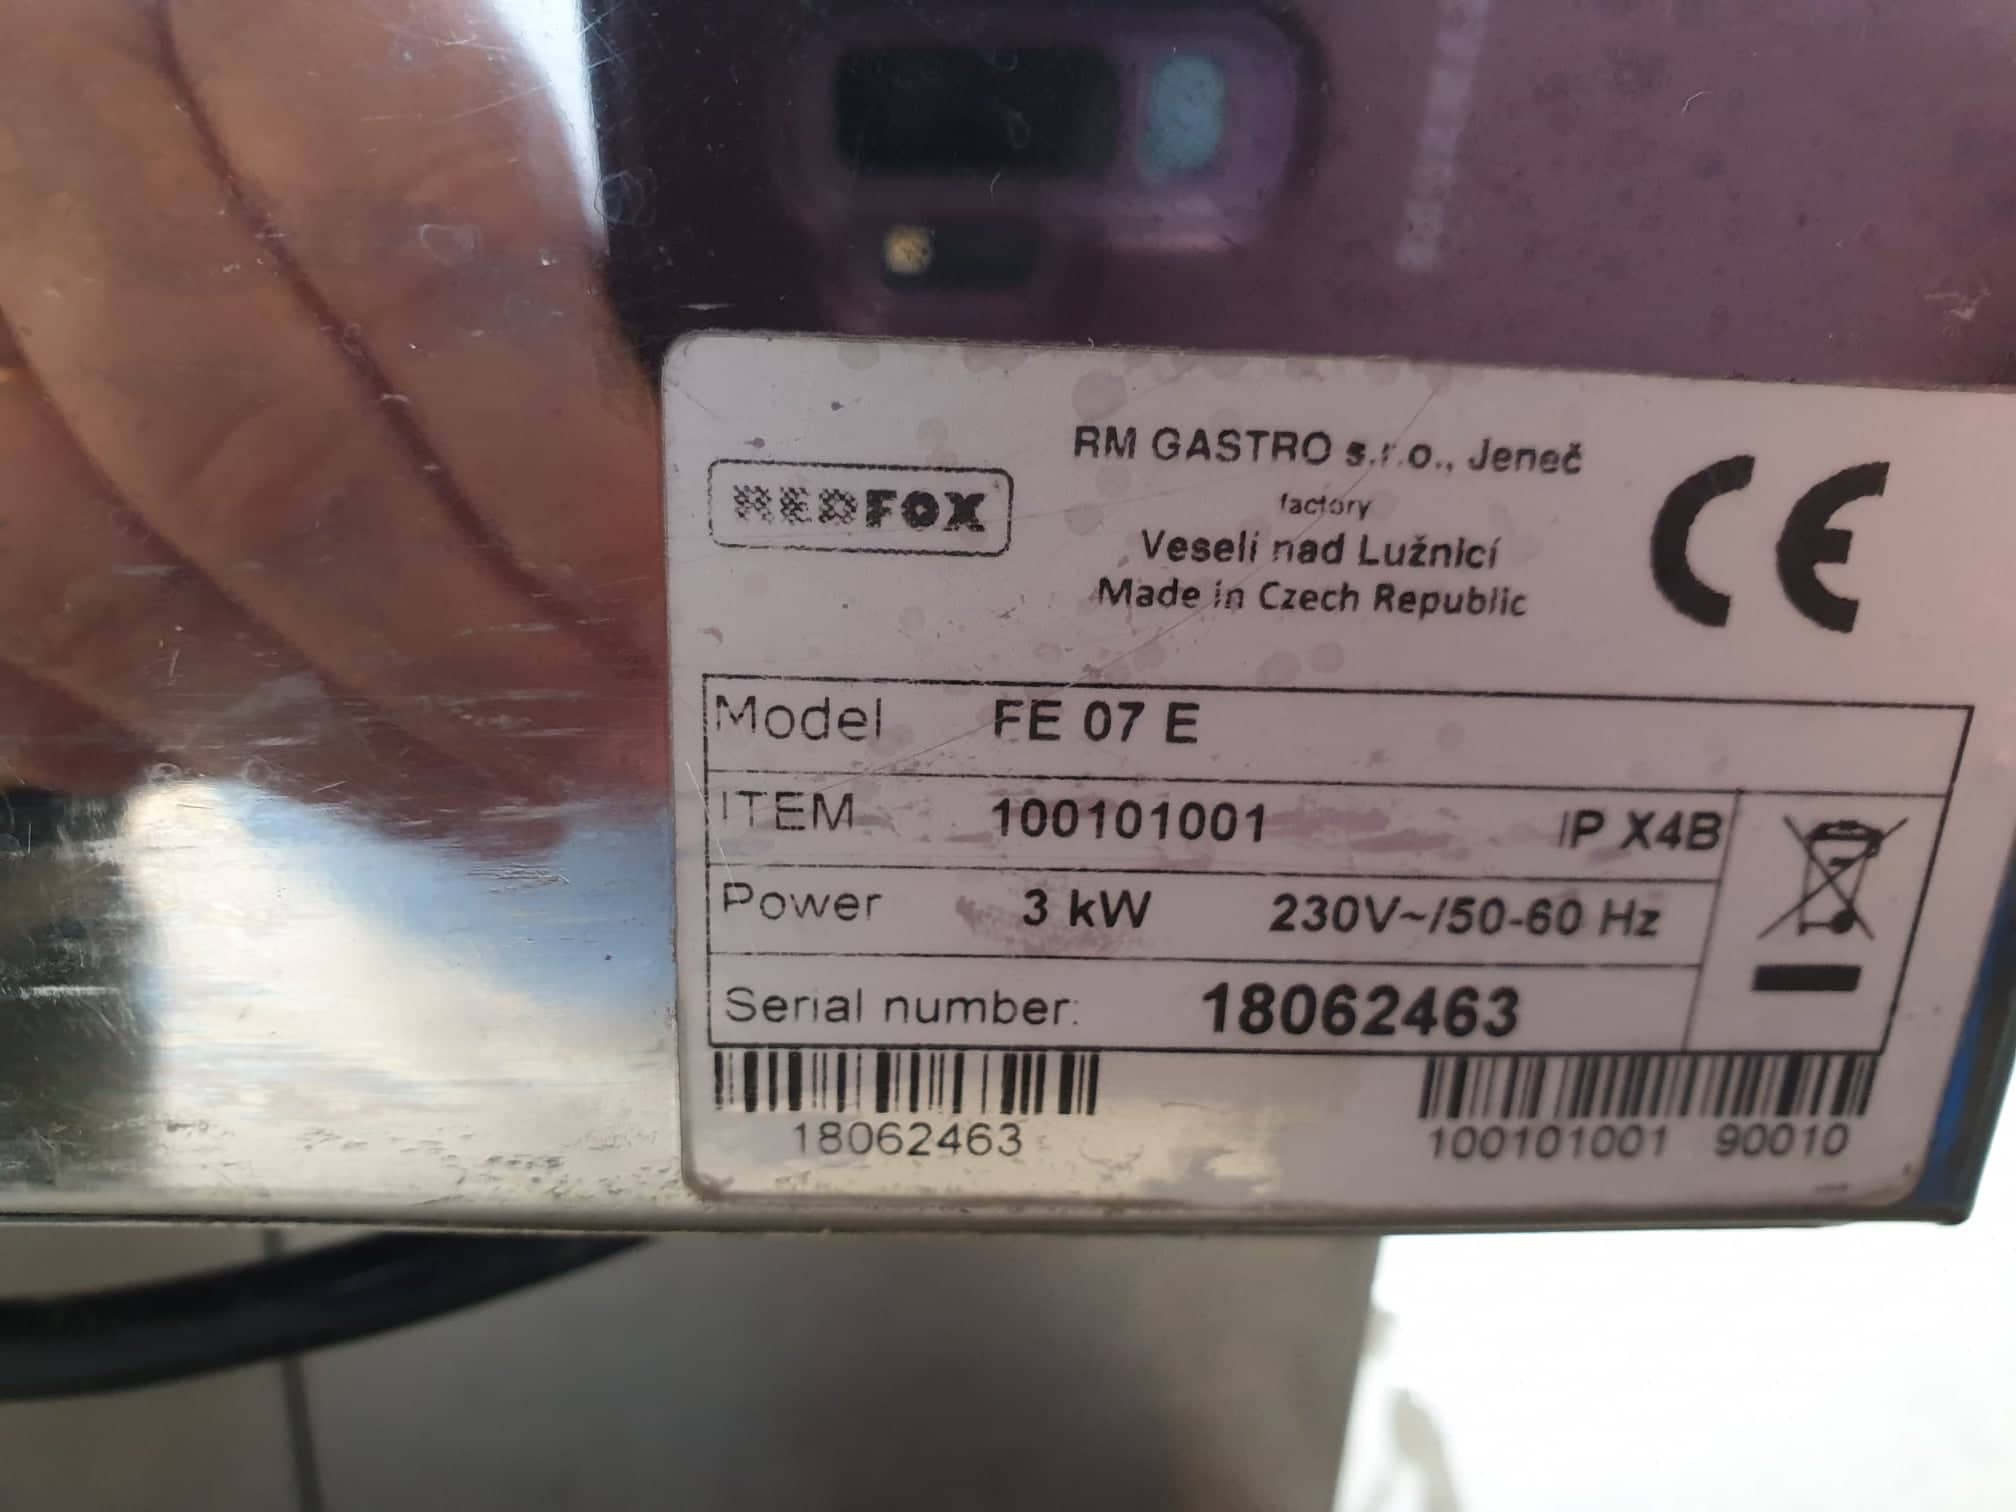 REDFOX
RM GASTRO s.r.o., Jeneč
factory
Veselí nad Lužnicí
Made in Czech Republic
CE
Model FE 07 E
ITEM 100101001 IP X4B
Power 3 kW 230V~/50-60 Hz
Serial number: 18062463
18062463
100101001 90010